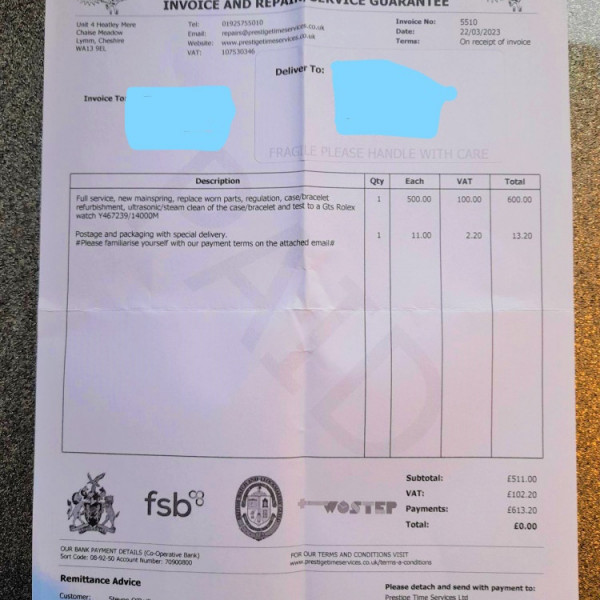 INVOICE AND REPAIR/SERVICE GUARANTEE
Unit 4 Heatley Mere
Chaise Meadow
Lymm, Cheshire
WA13 9EL
Tel: 01925755010
Email: repairs@prestigetimeservices.co.uk
Website: www.prestigetimeservices.co.uk
VAT: 107530346
Invoice No: 5510
Date: 22/03/2023
Terms: On receipt of invoice
Invoice To:
Deliver To:
FRAGILE PLEASE HANDLE WITH CARE
Description Qty Each VAT Total
Full service, new mainspring, replace worn parts, regulation, case/bracelet 1 500.00 100.00 600.00
refurbishment, ultrasonic/steam clean of the case/bracelet and test to a Gts Rolex
watch Y467239/14000M
Postage and packaging with special delivery. 1 11.00 2.20 13.20
#Please familiarise yourself with our payment terms on the attached email#
PAID
fsb
WOSTEP
Subtotal: £511.00
VAT: £102.20
Payments: £613.20
Total: £0.00
OUR BANK PAYMENT DETAILS (Co-Operative Bank)
Sort Code: 08-92-50 Account Number: 70900800
FOR OUR TERMS AND CONDITIONS VISIT
www.prestigetimeservices.co.uk/terms-a-conditions
Remittance Advice
Please detach and send with payment to:
Customer:
Prestige Time Services Ltd